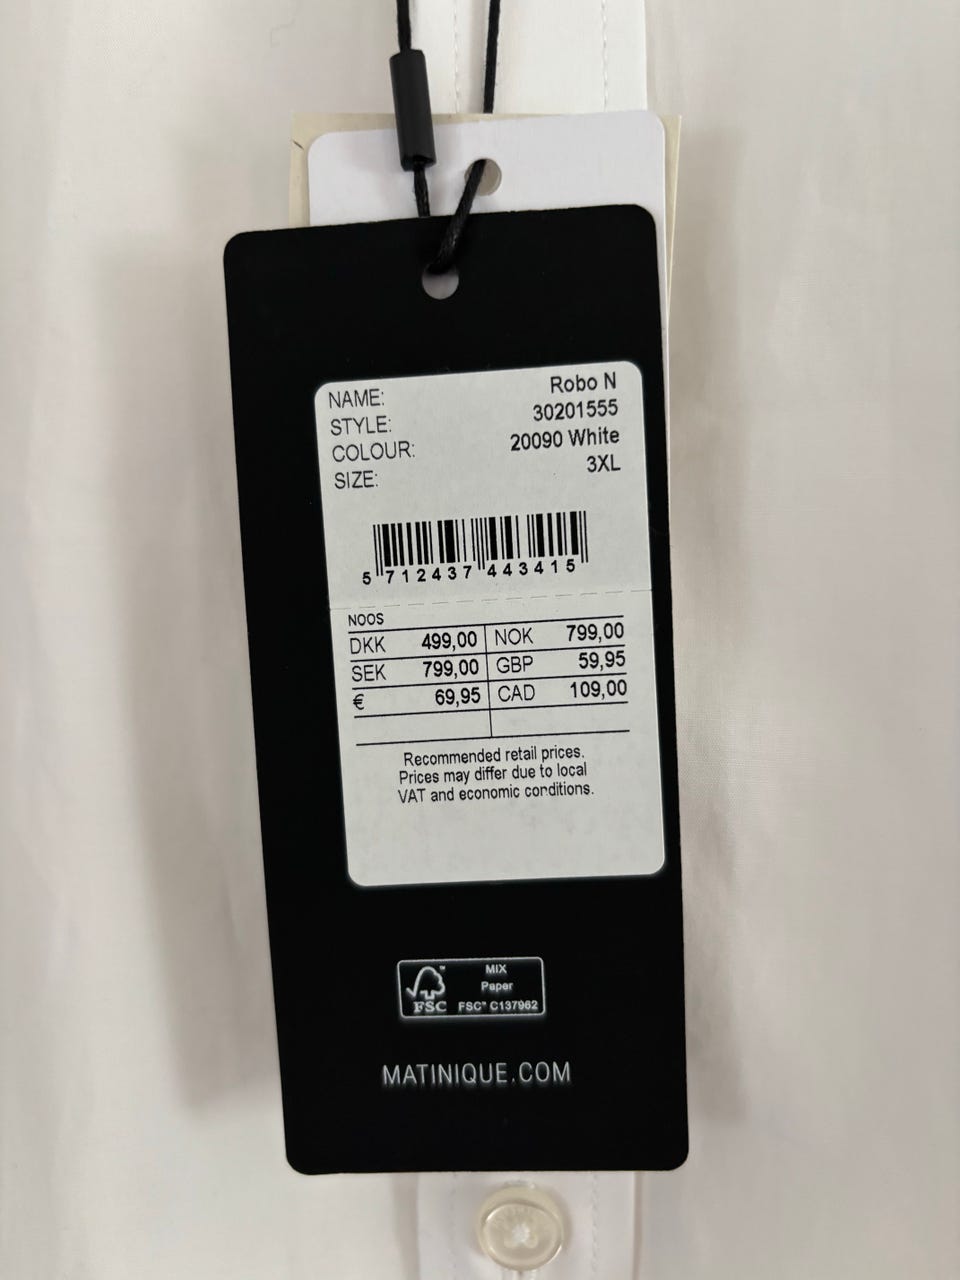 NAME: Robo N
STYLE: 30201555
COLOUR: 20090 White
SIZE: 3XL
5 712437 443415
NOOS
DKK 499,00 NOK 799,00
SEK 799,00 GBP 59,95
€ 69,95 CAD 109,00
Recommended retail prices.
Prices may differ due to local
VAT and economic conditions.
FSC™
MIX
Paper
FSC™ C137962
MATINIQUE.COM